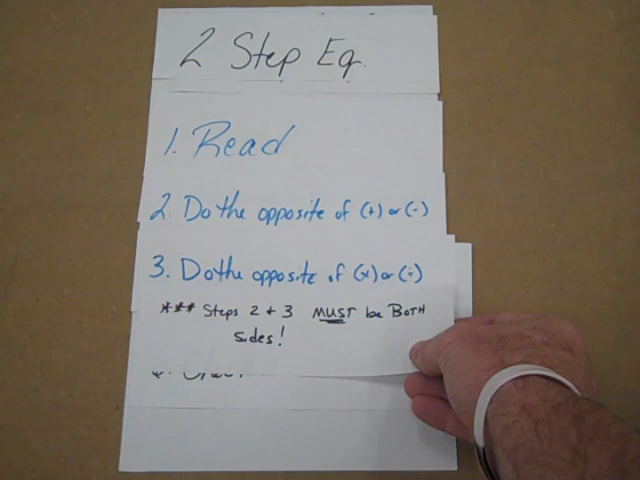 2 Step Eq.
1. Read
2. Do the opposite of (+) or (-)
3. Do the opposite of (x) or (÷)
*** Steps 2 + 3 MUST be BOTH
sides!